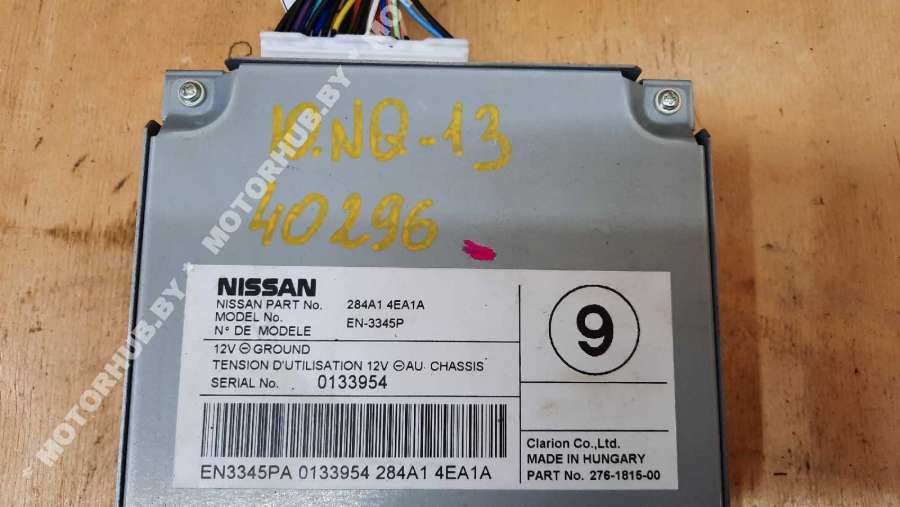 10.NQ-13
40296
NISSAN
NISSAN PART No. 284A1 4EA1A
MODEL No.
N° DE MODELE EN-3345P
12V ⊖ GROUND
TENSION D'UTILISATION 12V ⊖ AU CHASSIS
SERIAL No. 0133954
EN3345PA 0133954 284A1 4EA1A
9
Clarion Co.,Ltd.
MADE IN HUNGARY
PART No. 276-1815-00
* MOTORHUB.BY * MOTORHUB.BY